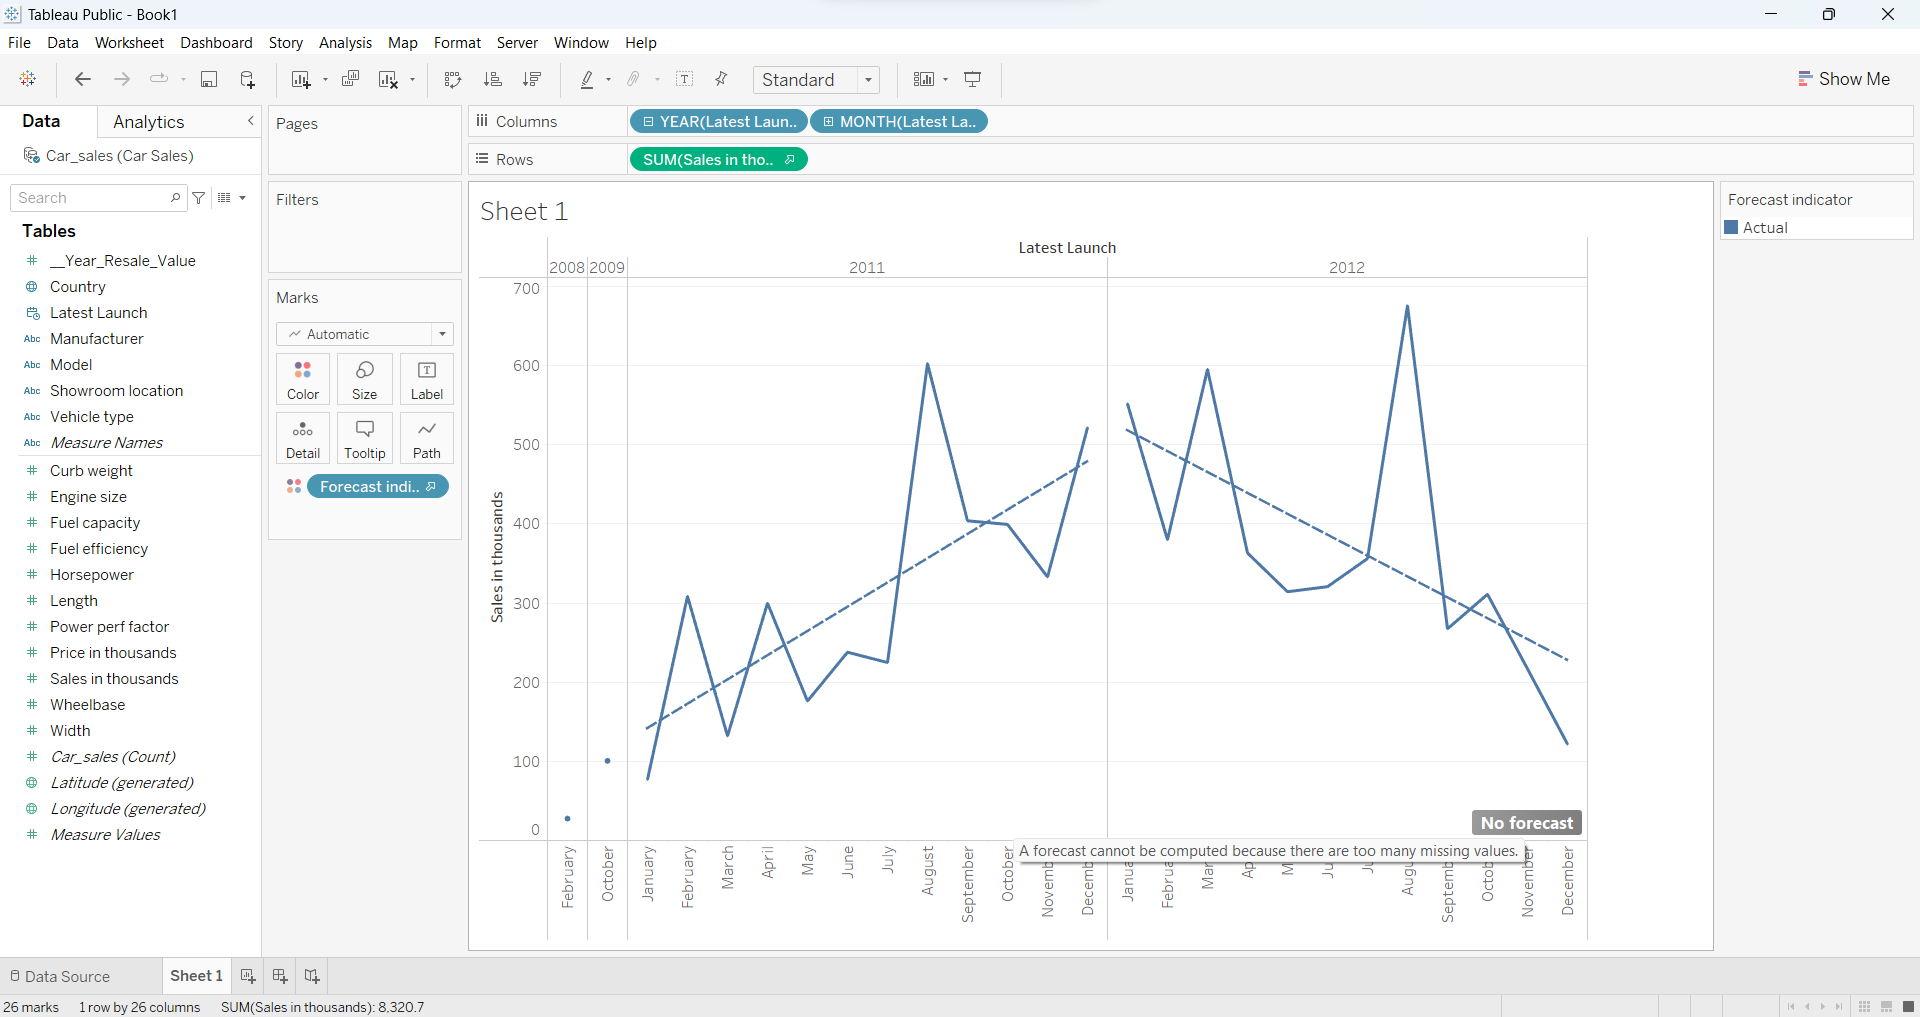 Tableau Public - Book1
File Data Worksheet Dashboard Story Analysis Map Format Server Window Help
Standard
Show Me
Data Analytics
Car_sales (Car Sales)
Search
Tables
__Year_Resale_Value
Country
Latest Launch
Abc Manufacturer
Abc Model
Abc Showroom location
Abc Vehicle type
Abc Measure Names
Curb weight
Engine size
Fuel capacity
Fuel efficiency
Horsepower
Length
Power perf factor
Price in thousands
Sales in thousands
Wheelbase
Width
Car_sales (Count)
Latitude (generated)
Longitude (generated)
Measure Values
Pages
Filters
Marks
Automatic
Color Size Label
Detail Tooltip Path
Forecast indi..
Columns YEAR(Latest Laun.. MONTH(Latest La..
Rows SUM(Sales in tho..
Sheet 1
Latest Launch
2008 2009 2011 2012
Sales in thousands
700
600
500
400
300
200
100
0
No forecast
A forecast cannot be computed because there are too many missing values.
February October January February March April May June July August September October Novemb Decemb Janua Februa Mar Ap M Ju Ju Augu Septemb Octob November December
Forecast indicator
Actual
Data Source Sheet 1
26 marks 1 row by 26 columns SUM(Sales in thousands): 8,320.7